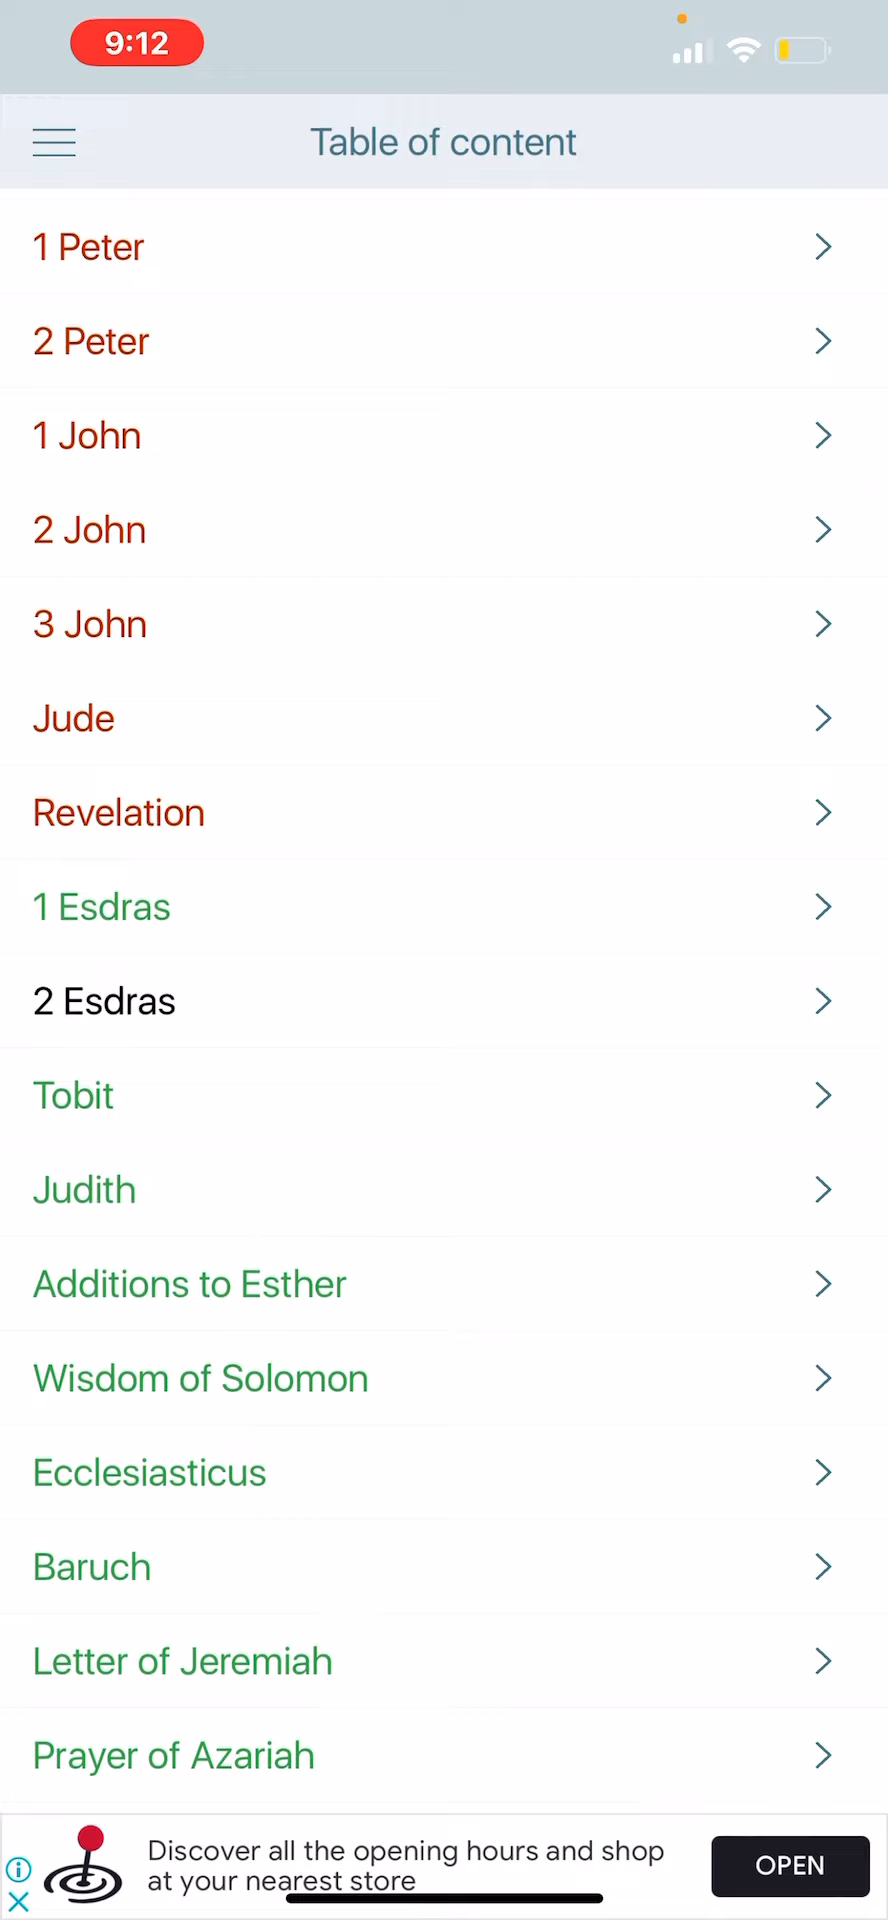 9:12
Table of content
1 Peter
2 Peter
1 John
2 John
3 John
Jude
Revelation
1 Esdras
2 Esdras
Tobit
Judith
Additions to Esther
Wisdom of Solomon
Ecclesiasticus
Baruch
Letter of Jeremiah
Prayer of Azariah
Discover all the opening hours and shop
at your nearest store
OPEN